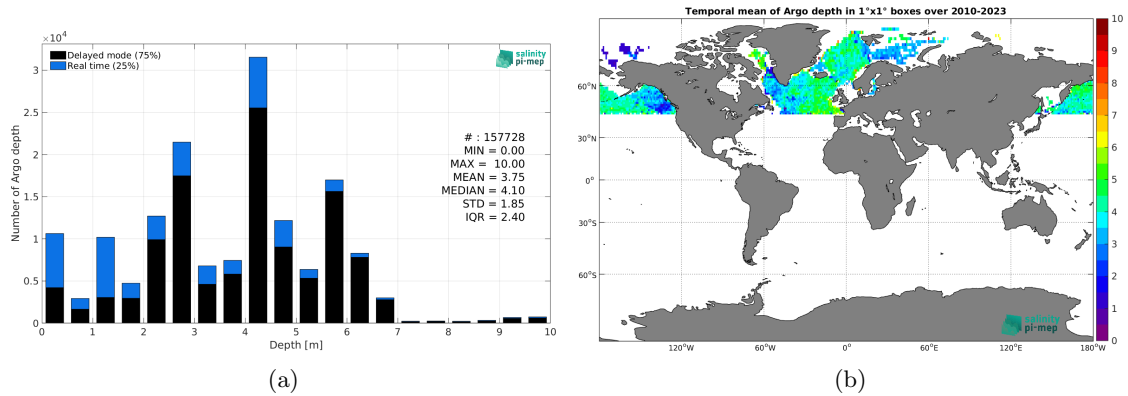 ×10⁴
Delayed mode (75%)
Real time (25%)
salinity
pi-mep
3
2.5
2
1.5
1
0.5
0
Number of Argo depth
# : 157728
MIN = 0.00
MAX = 10.00
MEAN = 3.75
MEDIAN = 4.10
STD = 1.85
IQR = 2.40
0 1 2 3 4 5 6 7 8 9 10
Depth [m]
(a)
Temporal mean of Argo depth in 1°x1° boxes over 2010-2023
60°N
30°N
0°
30°S
60°S
120°W 60°W 0° 60°E 120°E 180°W
salinity
pi-mep
10
9
8
7
6
5
4
3
2
1
0
(b)